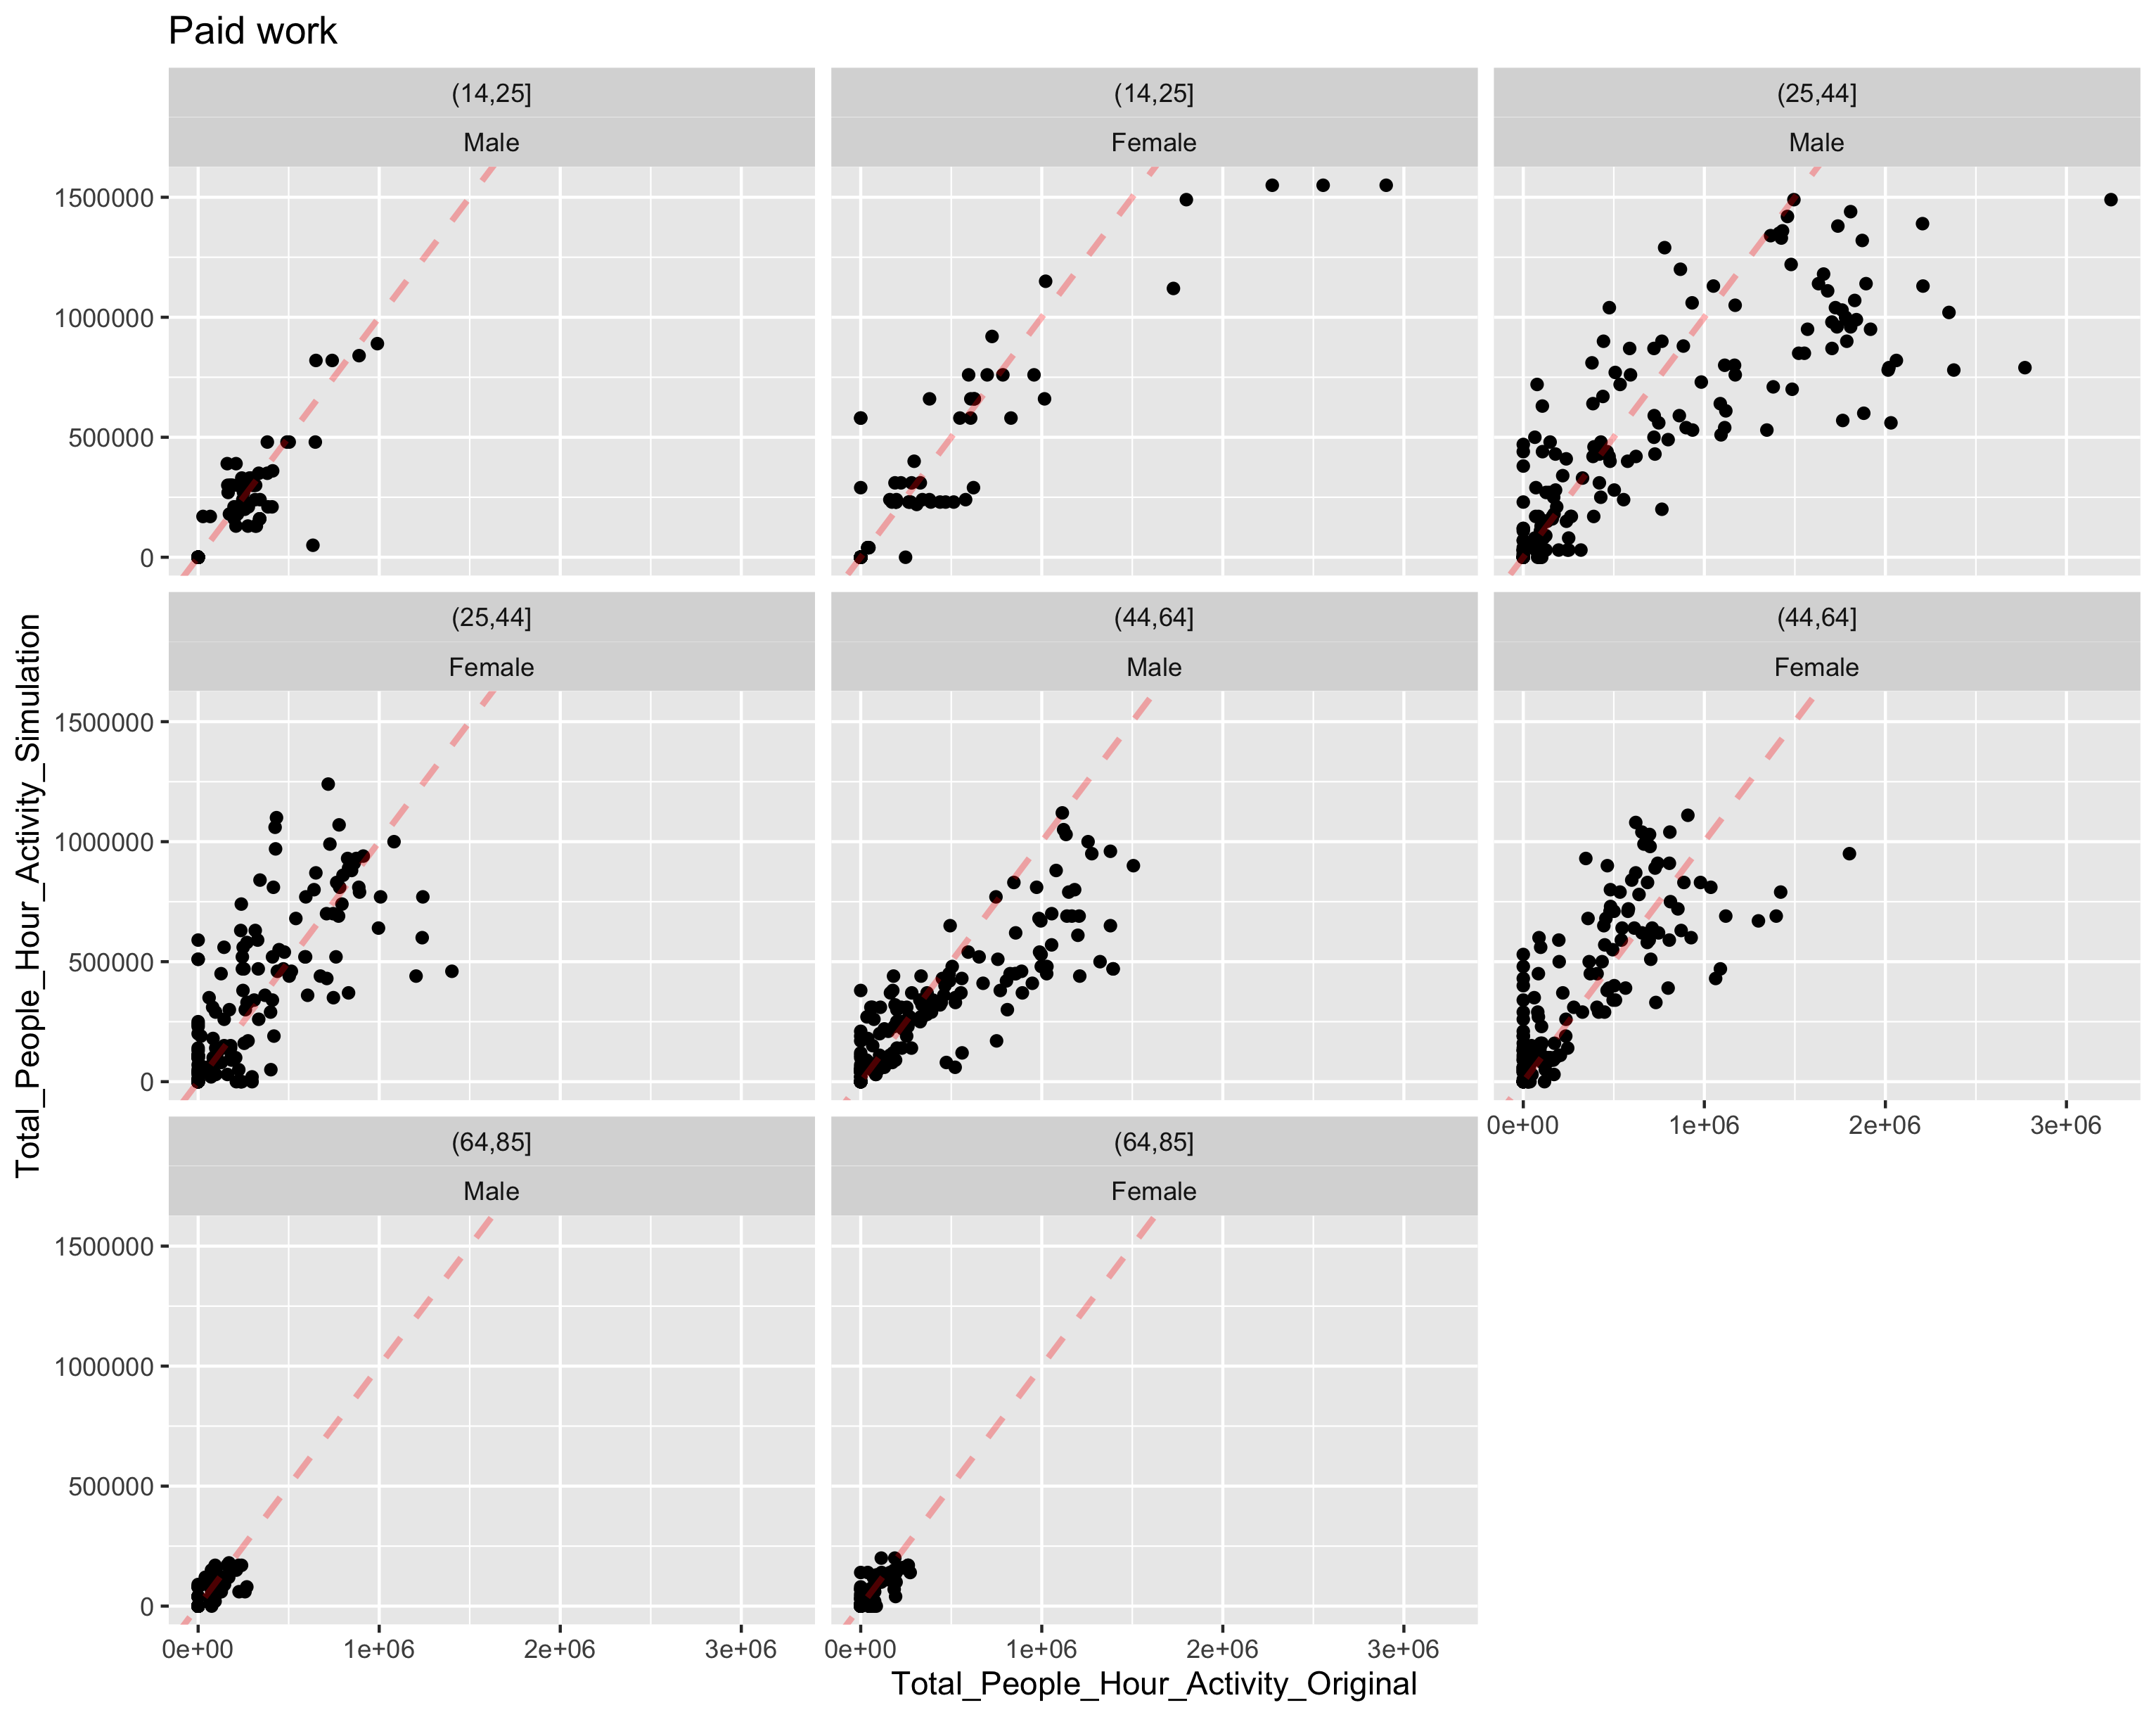 Paid work
(14,25]
(14,25]
(25,44]
Male
Female
Male
1500000
1000000
500000
0
(25,44]
(44,64]
(44,64]
Female
Male
Female
1500000
1000000
500000
0
0e+00 1e+06 2e+06 3e+06
(64,85]
(64,85]
Male
Female
1500000
1000000
500000
0
0e+00 1e+06 2e+06 3e+06
0e+00 1e+06 2e+06 3e+06
Total_People_Hour_Activity_Original
Total_People_Hour_Activity_Simulation